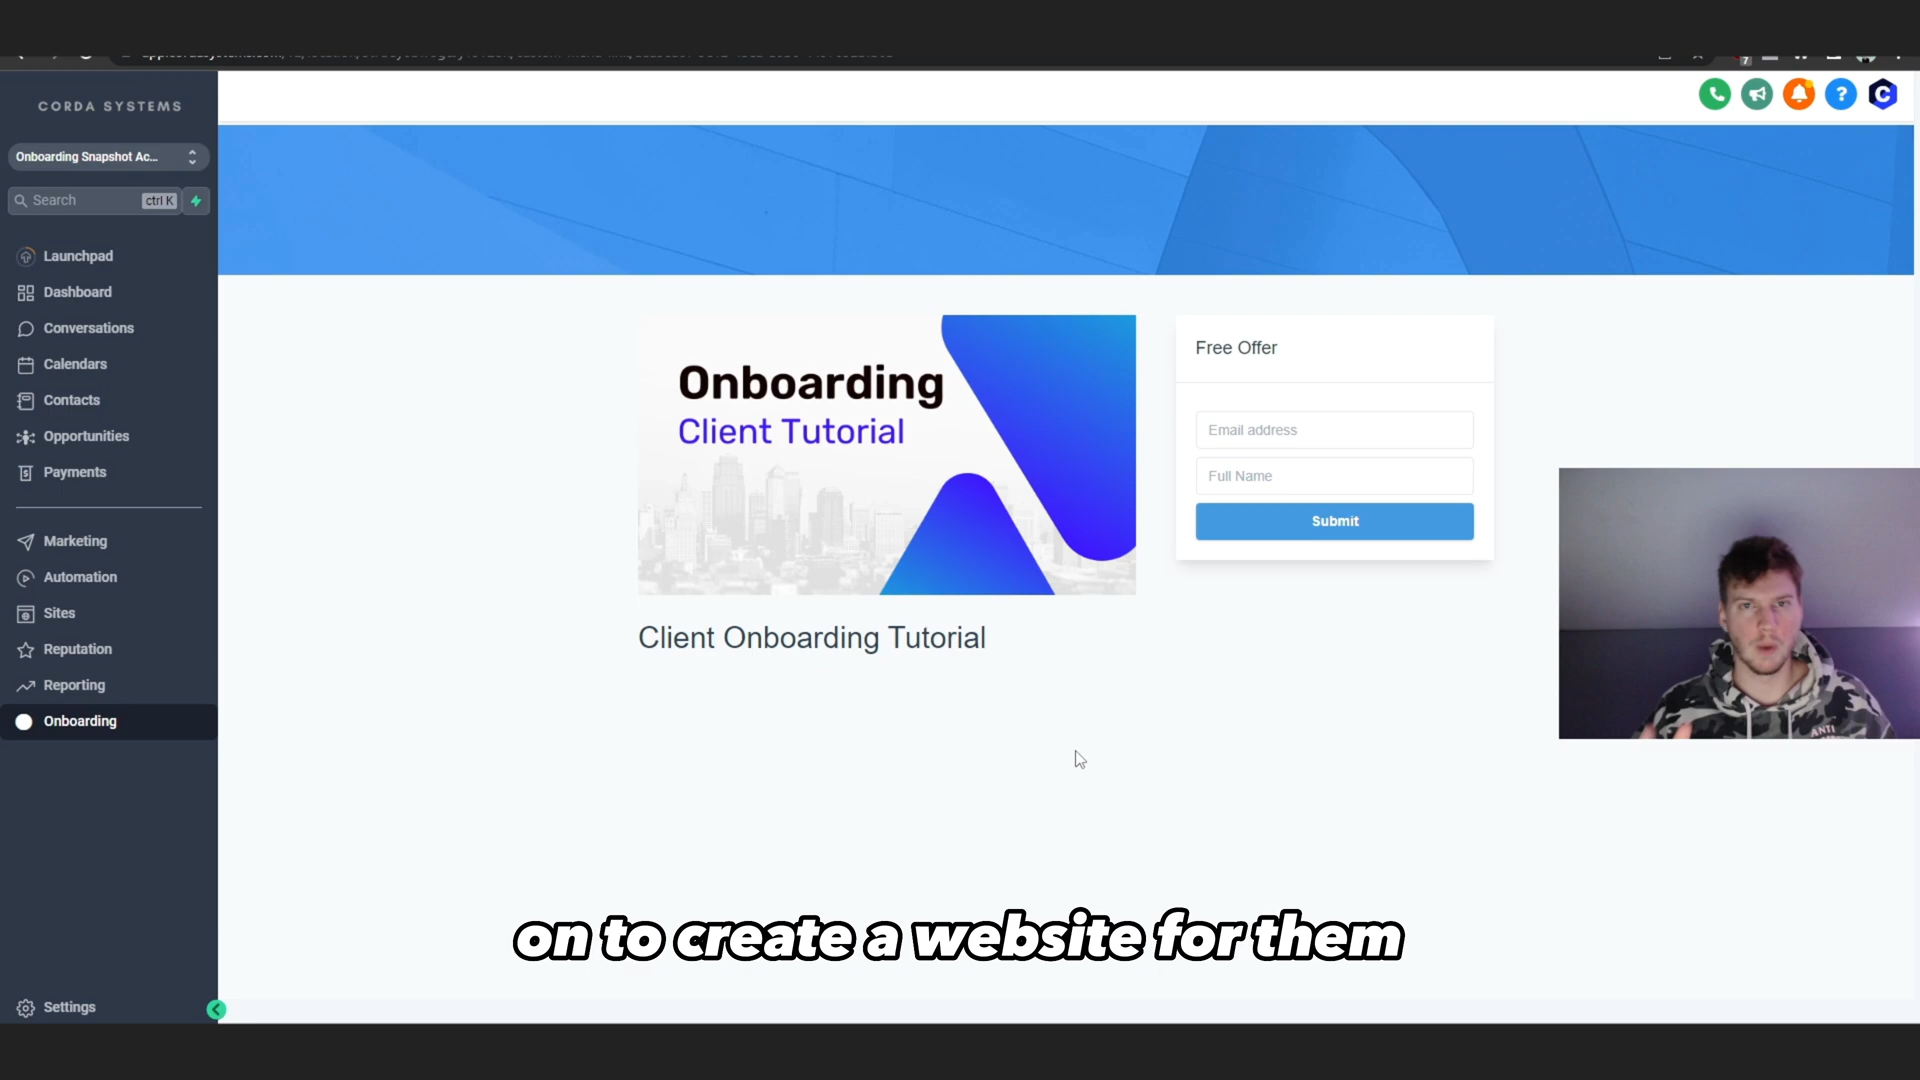 CORDA SYSTEMS
Onboarding Snapshot Ac...
Search
ctrl K
Launchpad
Dashboard
Conversations
Calendars
Contacts
Opportunities
Payments
Marketing
Automation
Sites
Reputation
Reporting
Onboarding
Settings
7
?
C
Onboarding
Client Tutorial
Client Onboarding Tutorial
Free Offer
Email address
Full Name
Submit
ANTI
on to create a website for them